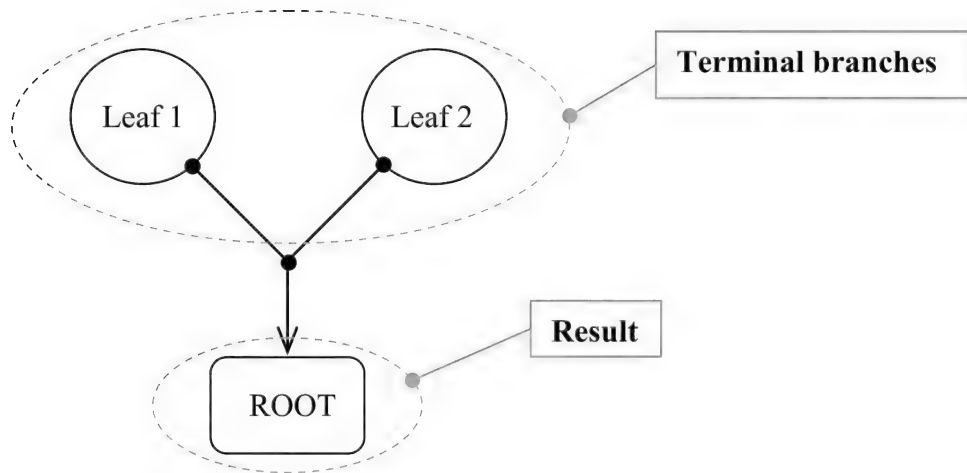 Terminal branches
Leaf 1
Leaf 2
Result
ROOT